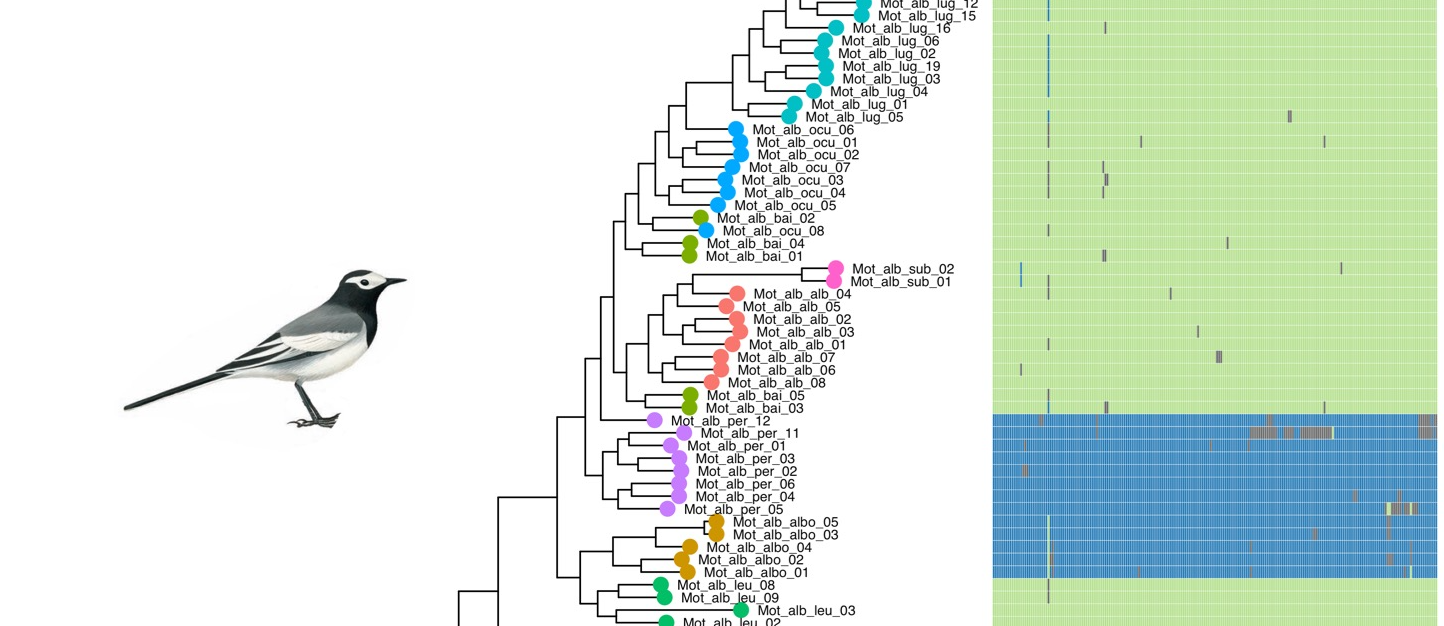 Mot_alb_lug_12
Mot_alb_lug_15
Mot_alb_lug_16
Mot_alb_lug_06
Mot_alb_lug_02
Mot_alb_lug_19
Mot_alb_lug_03
Mot_alb_lug_04
Mot_alb_lug_01
Mot_alb_lug_05
Mot_alb_ocu_06
Mot_alb_ocu_01
Mot_alb_ocu_02
Mot_alb_ocu_07
Mot_alb_ocu_03
Mot_alb_ocu_04
Mot_alb_ocu_05
Mot_alb_bai_02
Mot_alb_ocu_08
Mot_alb_bai_04
Mot_alb_bai_01
Mot_alb_sub_02
Mot_alb_sub_01
Mot_alb_alb_04
Mot_alb_alb_05
Mot_alb_alb_02
Mot_alb_alb_03
Mot_alb_alb_01
Mot_alb_alb_07
Mot_alb_alb_06
Mot_alb_alb_08
Mot_alb_bai_05
Mot_alb_bai_03
Mot_alb_per_12
Mot_alb_per_11
Mot_alb_per_01
Mot_alb_per_03
Mot_alb_per_02
Mot_alb_per_06
Mot_alb_per_04
Mot_alb_per_05
Mot_alb_albo_05
Mot_alb_albo_03
Mot_alb_albo_04
Mot_alb_albo_02
Mot_alb_albo_01
Mot_alb_leu_08
Mot_alb_leu_09
Mot_alb_leu_03
Mot_alb_leu_02